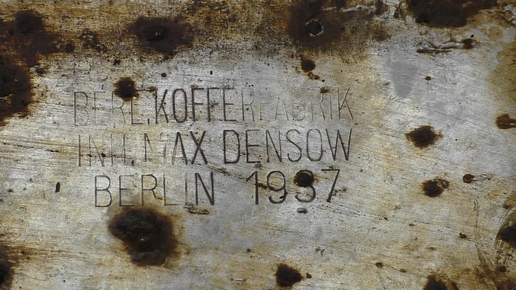 BERL. KOFFERFABRIK
INH. MAX DENSOW
BERLIN 1937